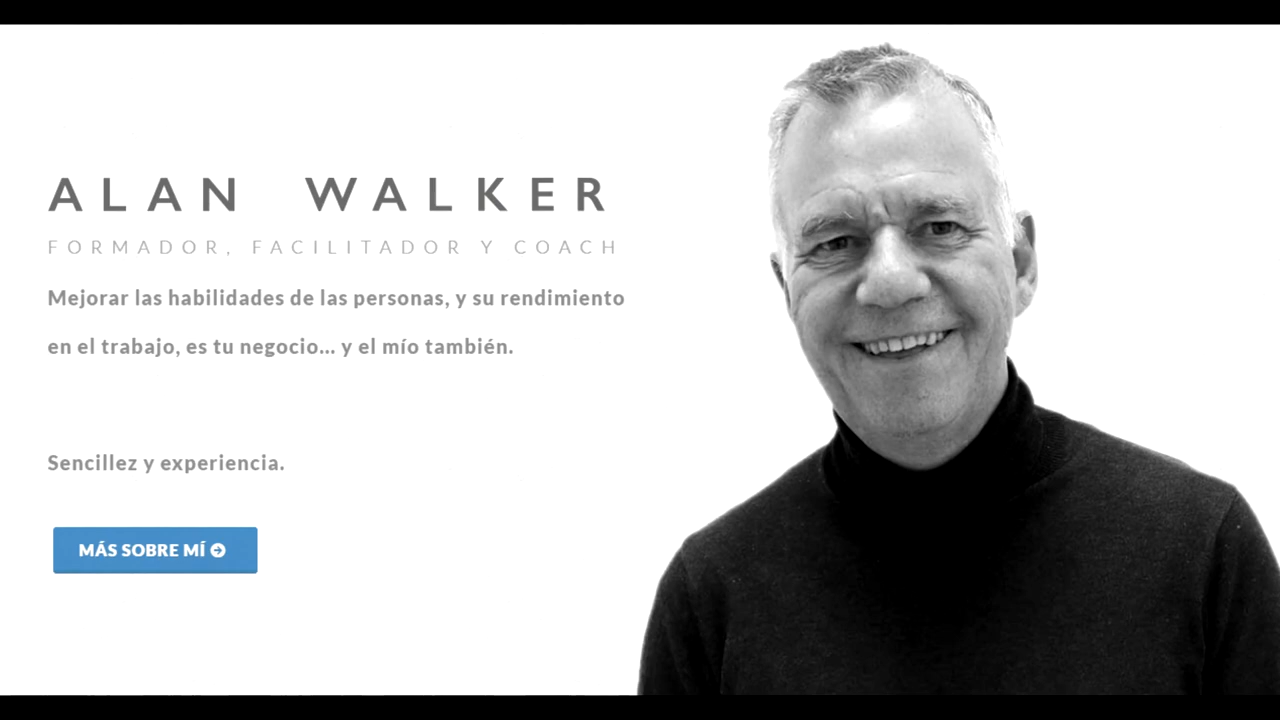 ALAN WALKER
FORMADOR, FACILITADOR Y COACH
Mejorar las habilidades de las personas, y su rendimiento
en el trabajo, es tu negocio... y el mío también.
Sencillez y experiencia.
MÁS SOBRE MÍ